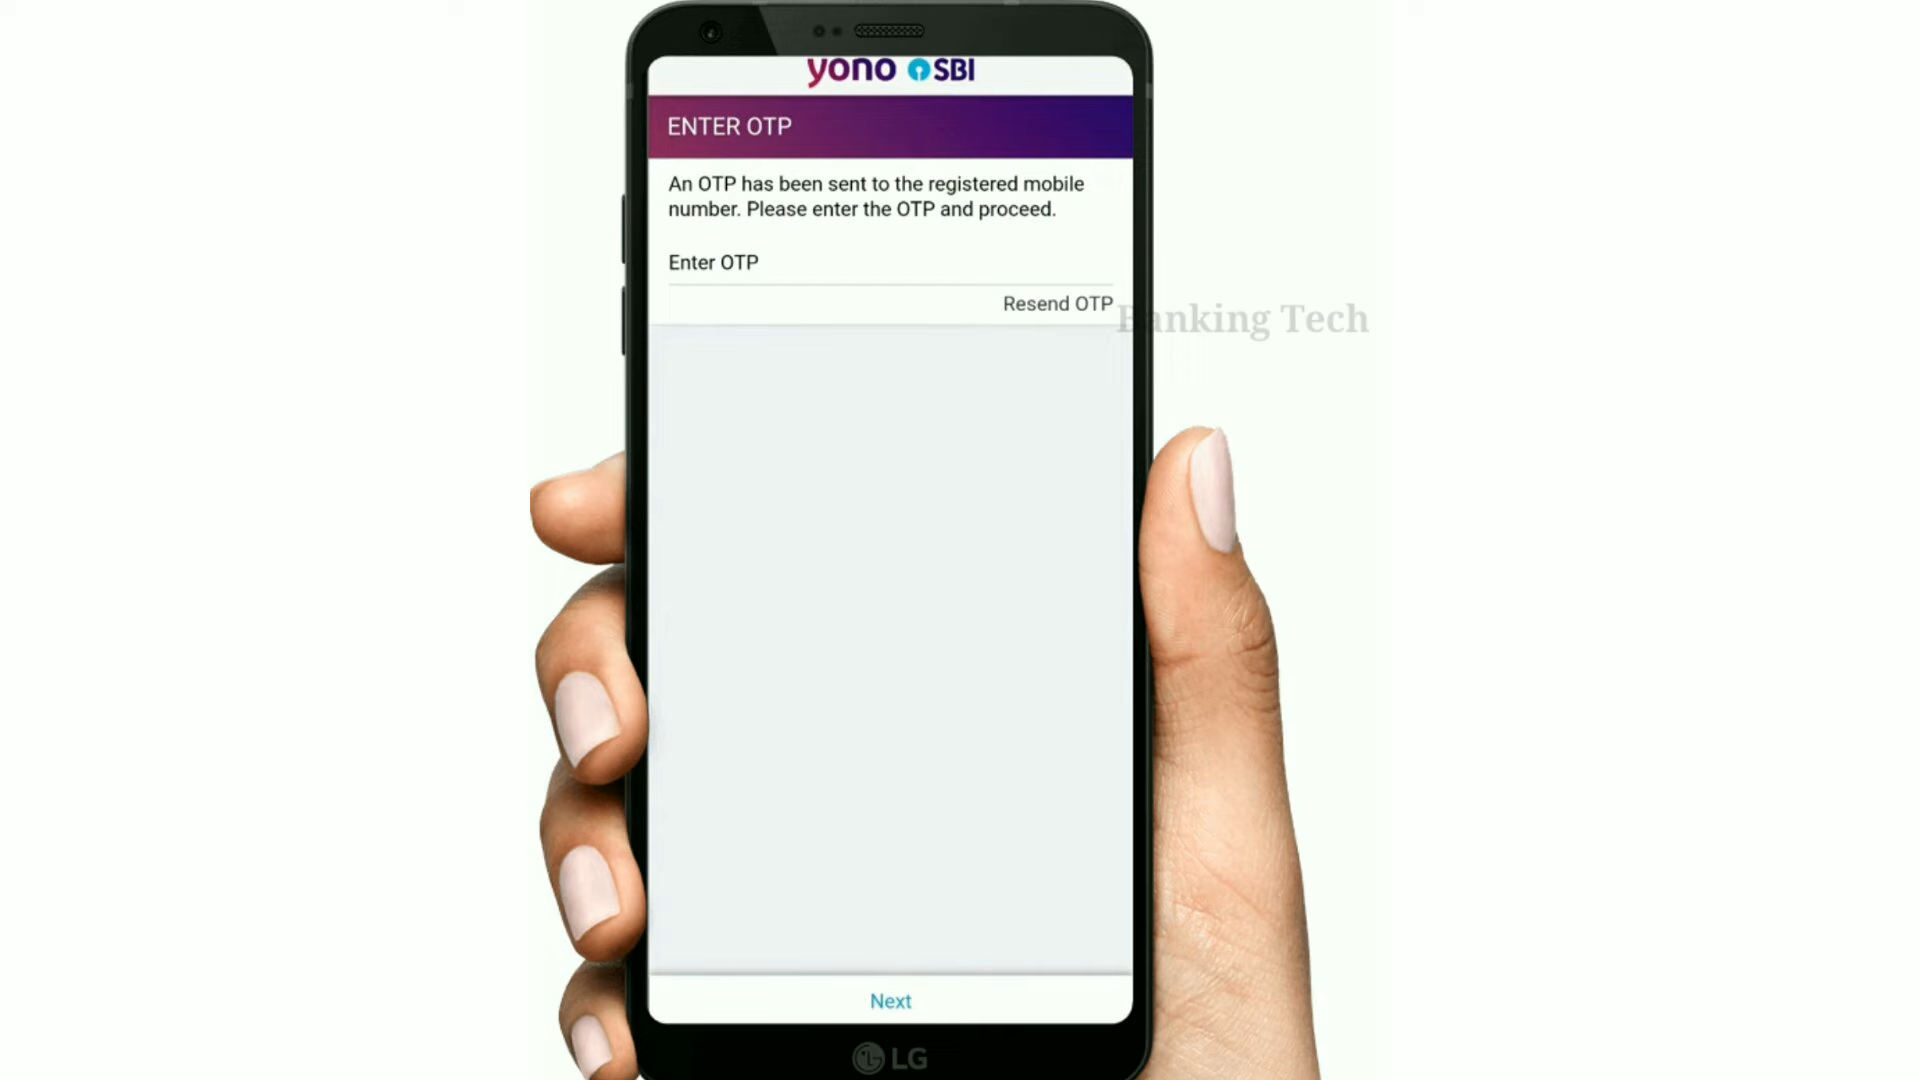 yono SBI
ENTER OTP
An OTP has been sent to the registered mobile
number. Please enter the OTP and proceed.
Enter OTP
Resend OTP
Banking Tech
Next
LG